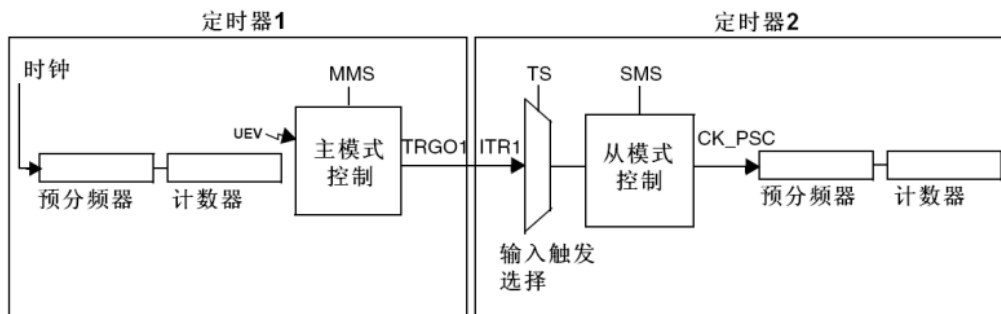 定时器1
定时器2
时钟
MMS
TS
SMS
UEV
主模式
控制
TRGO1
ITR1
从模式
控制
CK_PSC
预分频器
计数器
输入触发
选择
预分频器
计数器